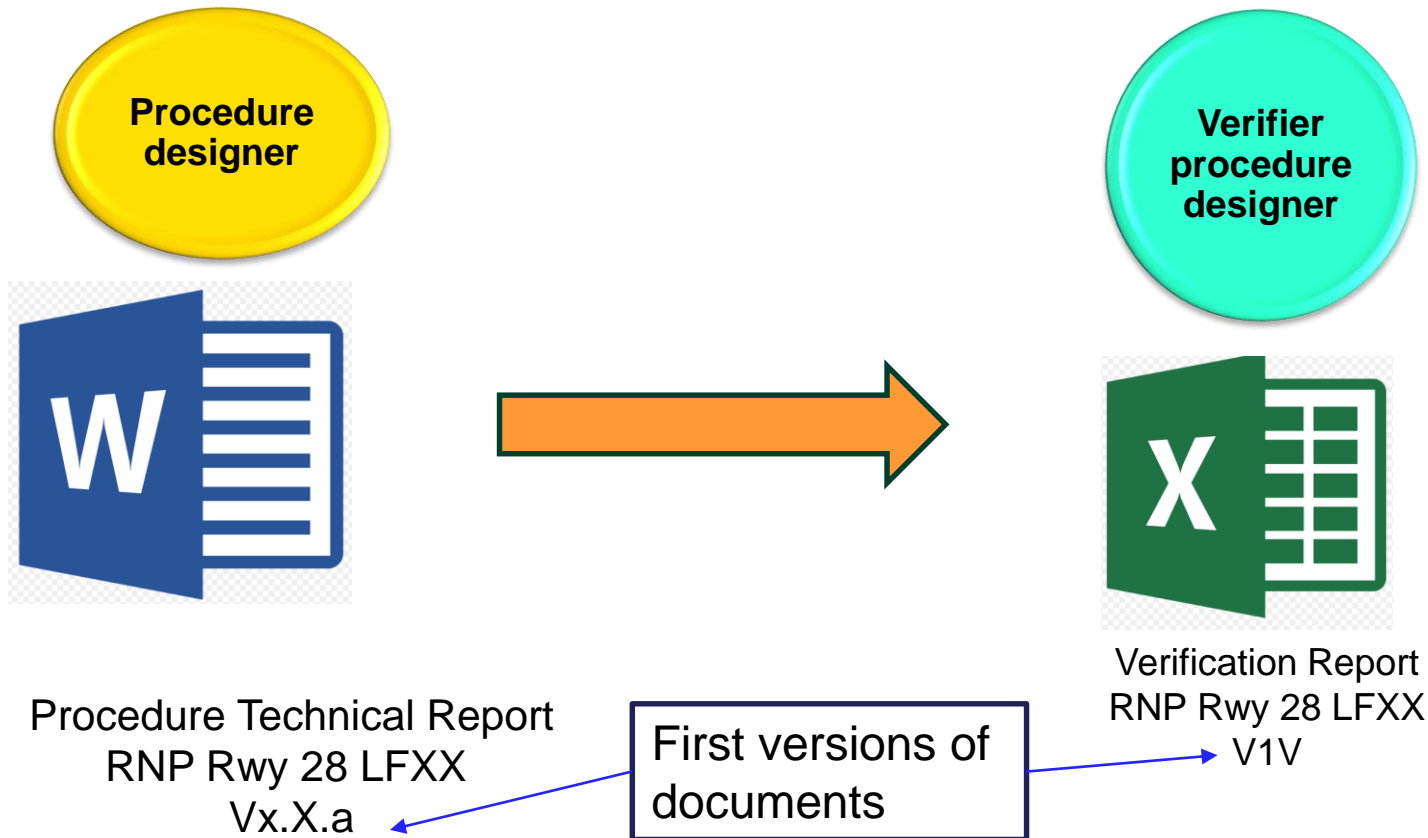 Procedure
designer
Verifier
procedure
designer
W
X
Procedure Technical Report
RNP Rwy 28 LFXX
Vx.X.a
First versions of
documents
Verification Report
RNP Rwy 28 LFXX
V1V